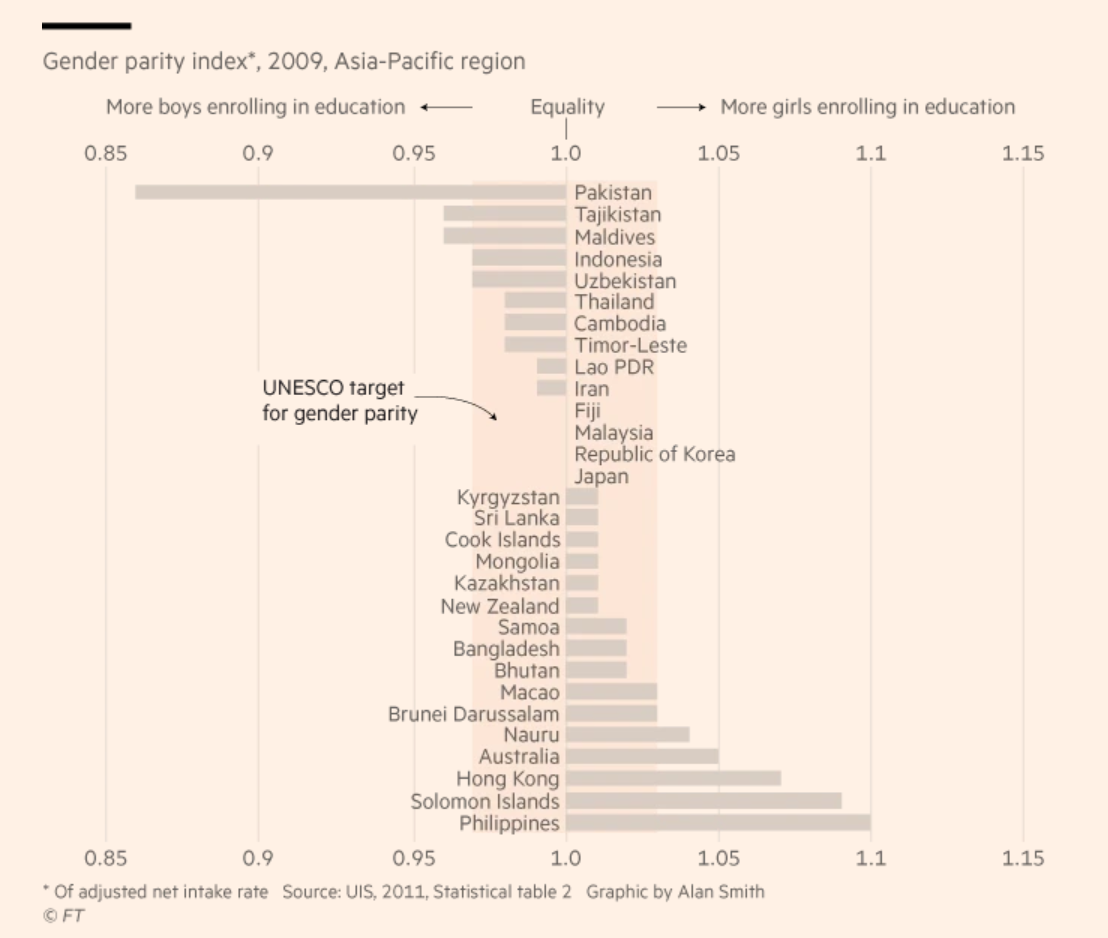 Gender parity index*, 2009, Asia-Pacific region
More boys enrolling in education Equality More girls enrolling in education
0.85 0.9 0.95 1.0 1.05 1.1 1.15
Pakistan
Tajikistan
Maldives
Indonesia
Uzbekistan
Thailand
Cambodia
Timor-Leste
Lao PDR
Iran
UNESCO target
for gender parity
Fiji
Malaysia
Republic of Korea
Japan
Kyrgyzstan
Sri Lanka
Cook Islands
Mongolia
Kazakhstan
New Zealand
Samoa
Bangladesh
Bhutan
Macao
Brunei Darussalam
Nauru
Australia
Hong Kong
Solomon Islands
Philippines
0.85 0.9 0.95 1.0 1.05 1.1 1.15
* Of adjusted net intake rate Source: UIS, 2011, Statistical table 2 Graphic by Alan Smith
© FT